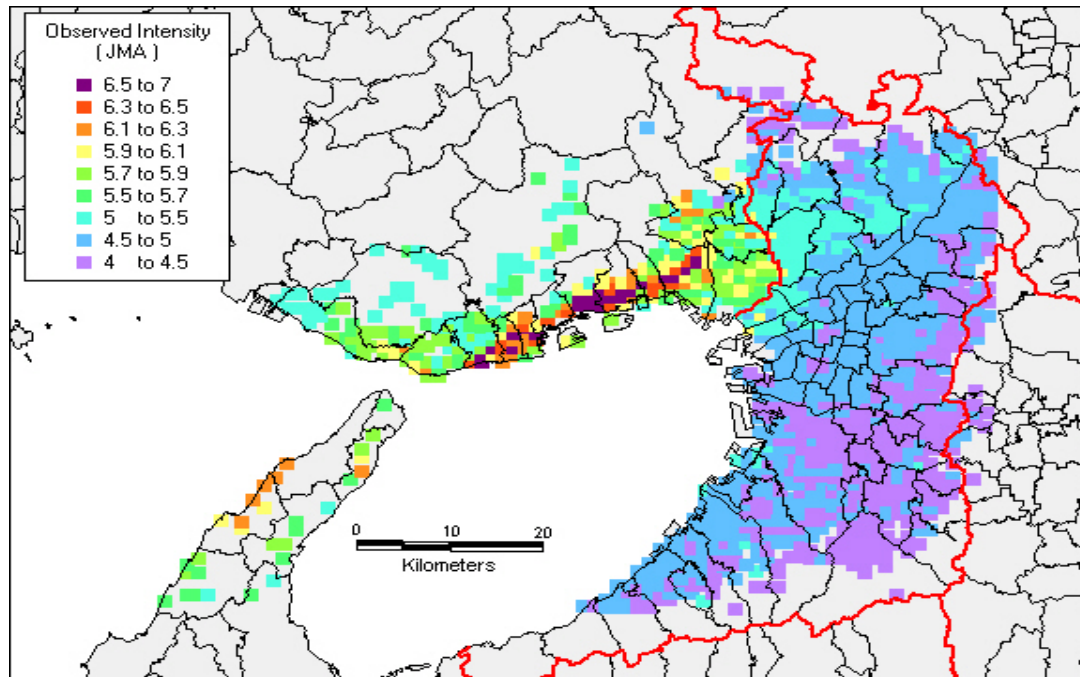 Observed Intensity
( JMA )
6.5 to 7
6.3 to 6.5
6.1 to 6.3
5.9 to 6.1
5.7 to 5.9
5.5 to 5.7
5 to 5.5
4.5 to 5
4 to 4.5
0 10 20
Kilometers